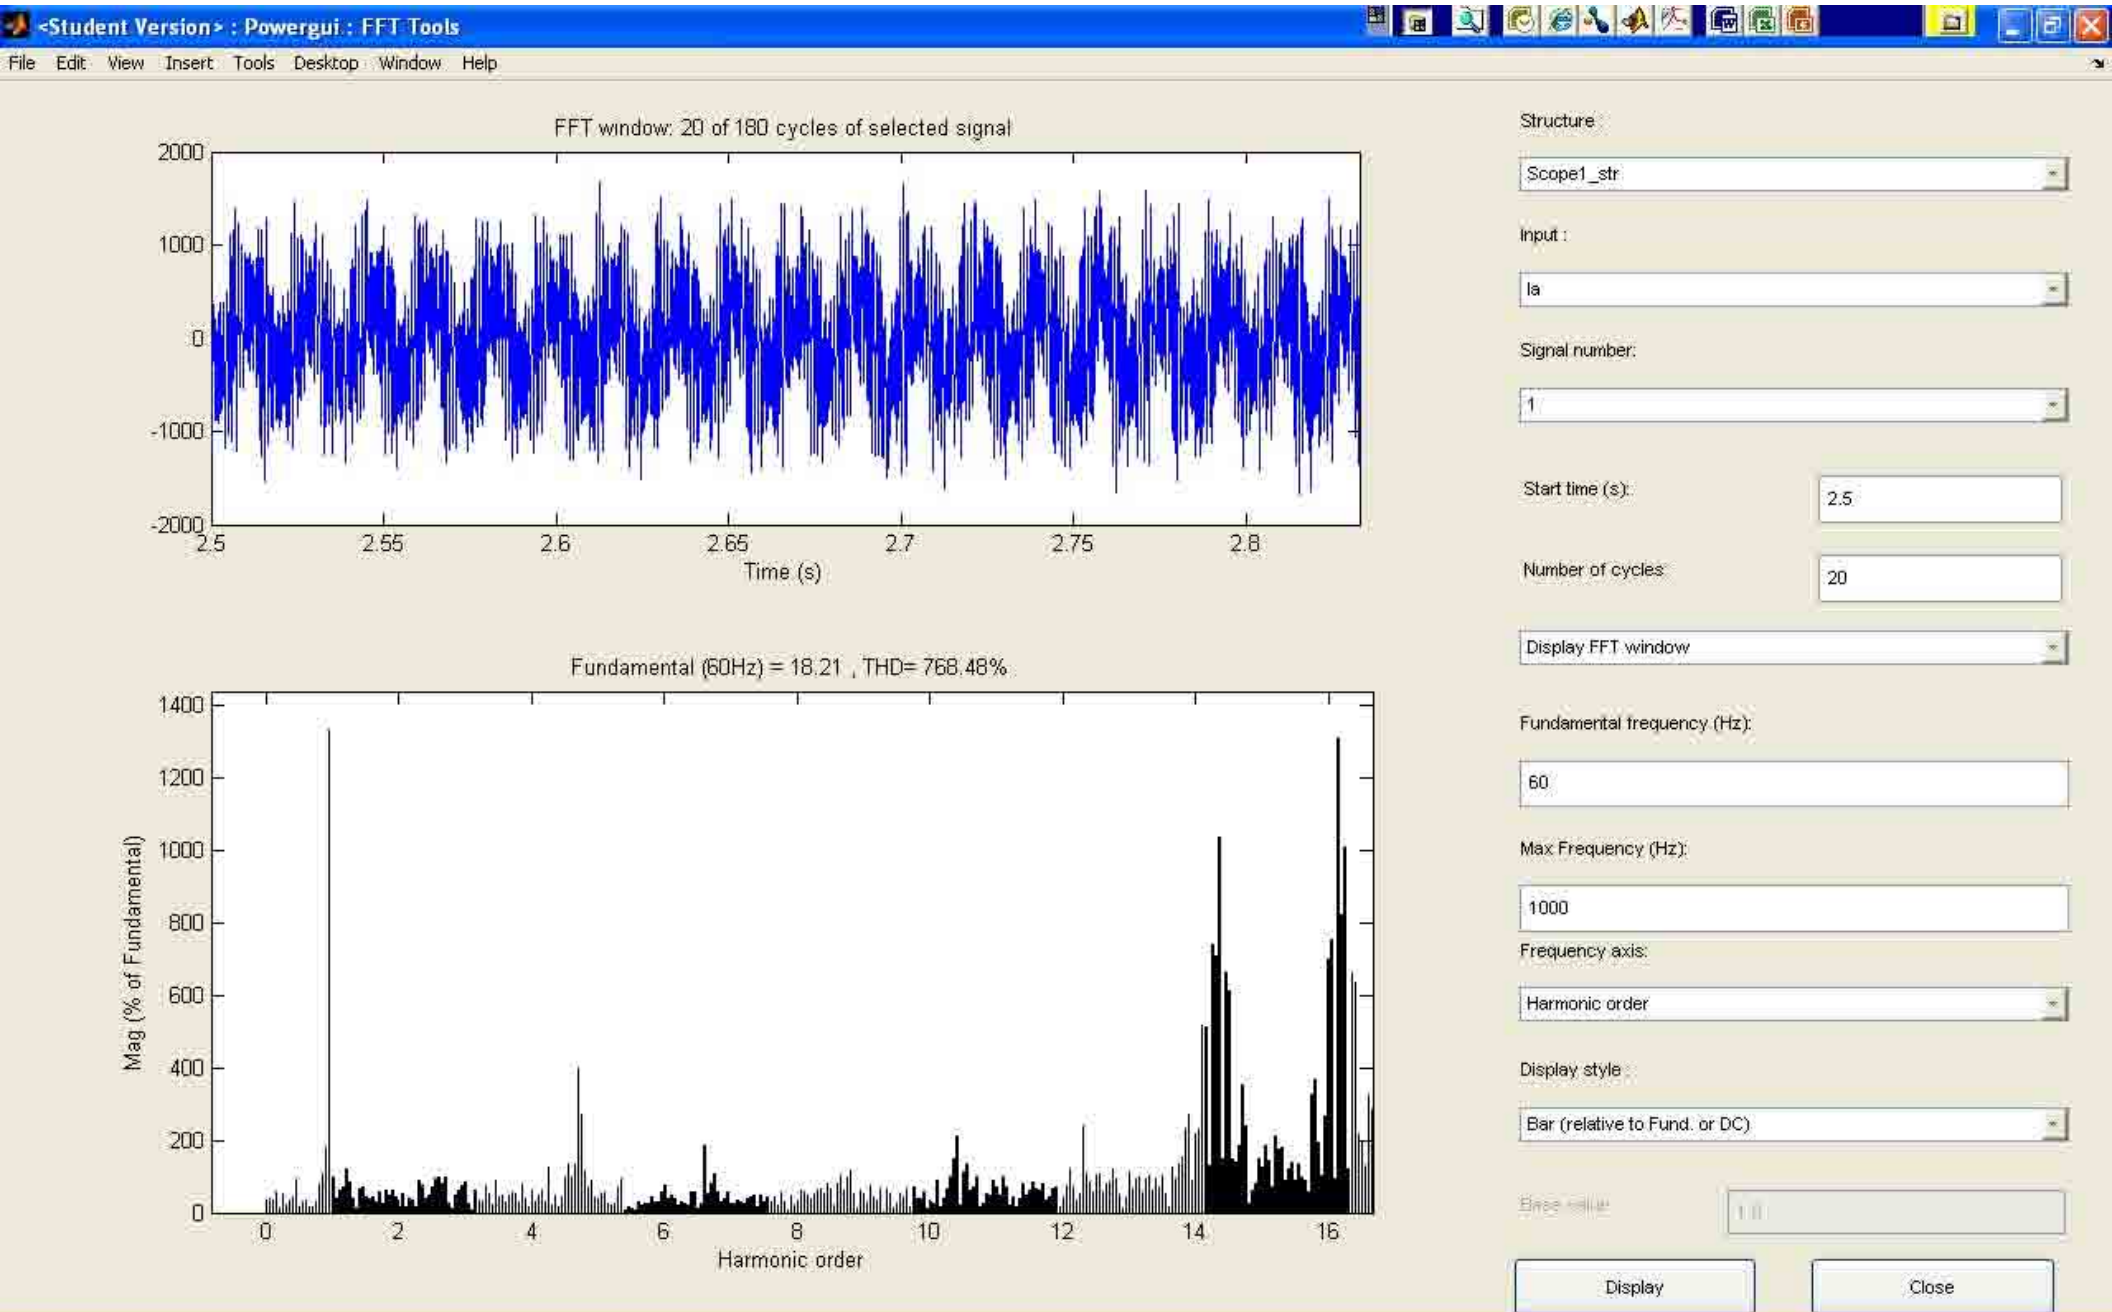 <Student Version> : Powergui : FFT Tools
File Edit View Insert Tools Desktop Window Help
FFT window: 20 of 180 cycles of selected signal
2000
1000
0
-1000
-2000
2.5 2.55 2.6 2.65 2.7 2.75 2.8
Time (s)
Fundamental (60Hz) = 18.21 , THD= 768.48%
1400
1200
1000
800
600
400
200
0
Mag (% of Fundamental)
0 2 4 6 8 10 12 14 16
Harmonic order
Structure :
Scope1_str
Input :
Ia
Signal number:
1
Start time (s):
2.5
Number of cycles:
20
Display FFT window
Fundamental frequency (Hz):
60
Max Frequency (Hz):
1000
Frequency axis:
Harmonic order
Display style :
Bar (relative to Fund. or DC)
Base value:
1.0
Display
Close